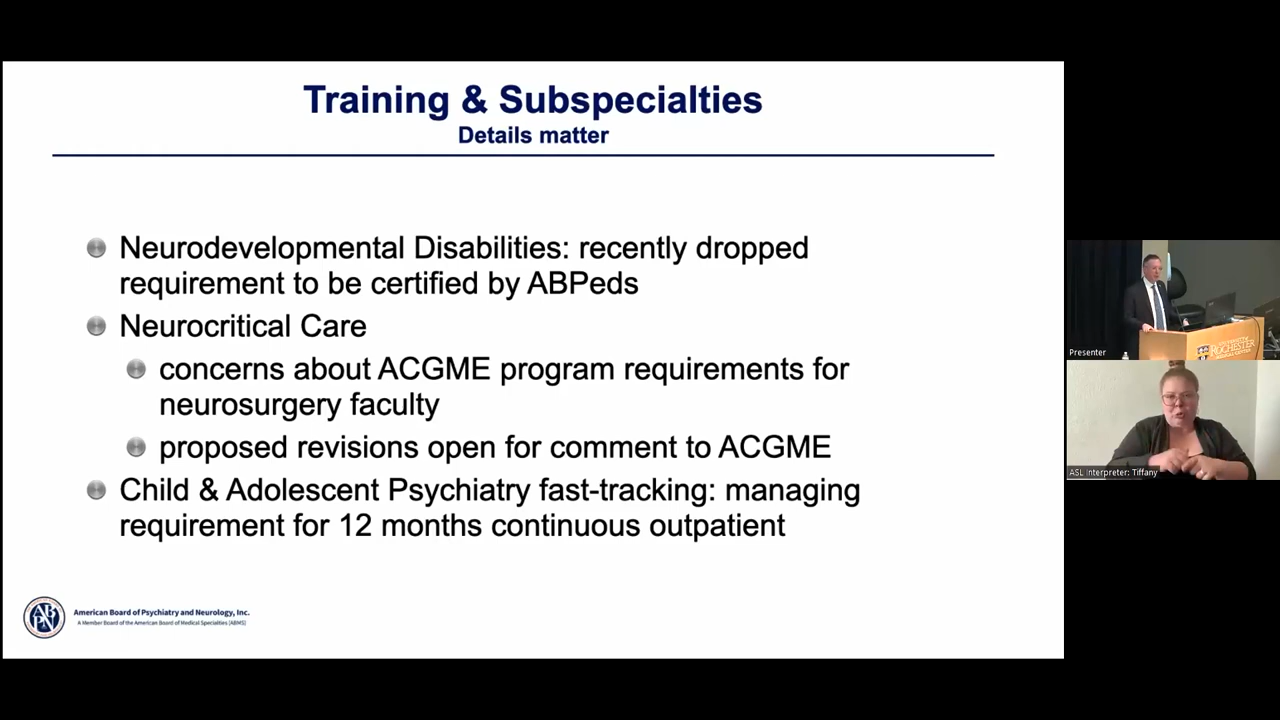 Training & Subspecialties
Details matter
Neurodevelopmental Disabilities: recently dropped
requirement to be certified by ABPeds
Neurocritical Care
concerns about ACGME program requirements for
neurosurgery faculty
proposed revisions open for comment to ACGME
Child & Adolescent Psychiatry fast-tracking: managing
requirement for 12 months continuous outpatient
ABPN
American Board of Psychiatry and Neurology, Inc.
A Member Board of the American Board of Medical Specialties (ABMS)
Presenter
ROCHESTER
ASL Interpreter: Tiffany